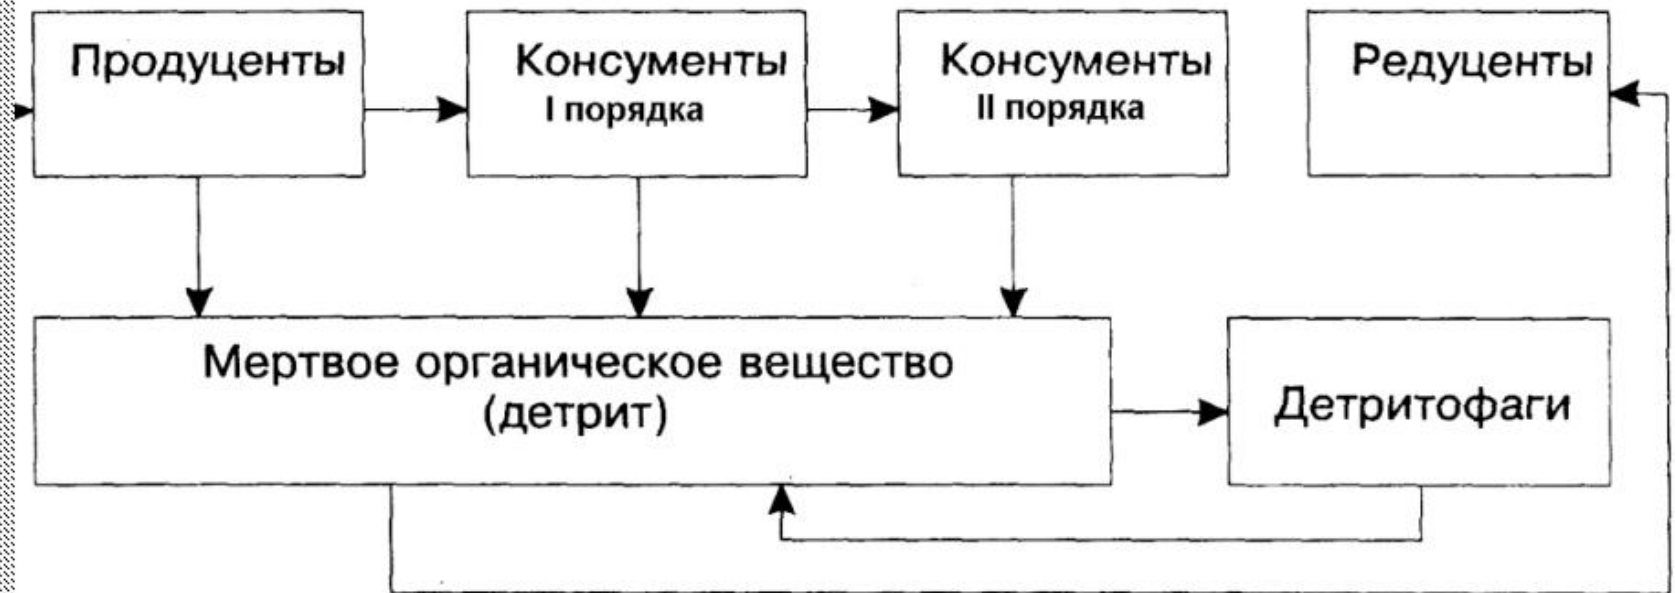 Продуценты
Консументы
I порядка
Консументы
II порядка
Редуценты
Мертвое органическое вещество
(детрит)
Детритофаги